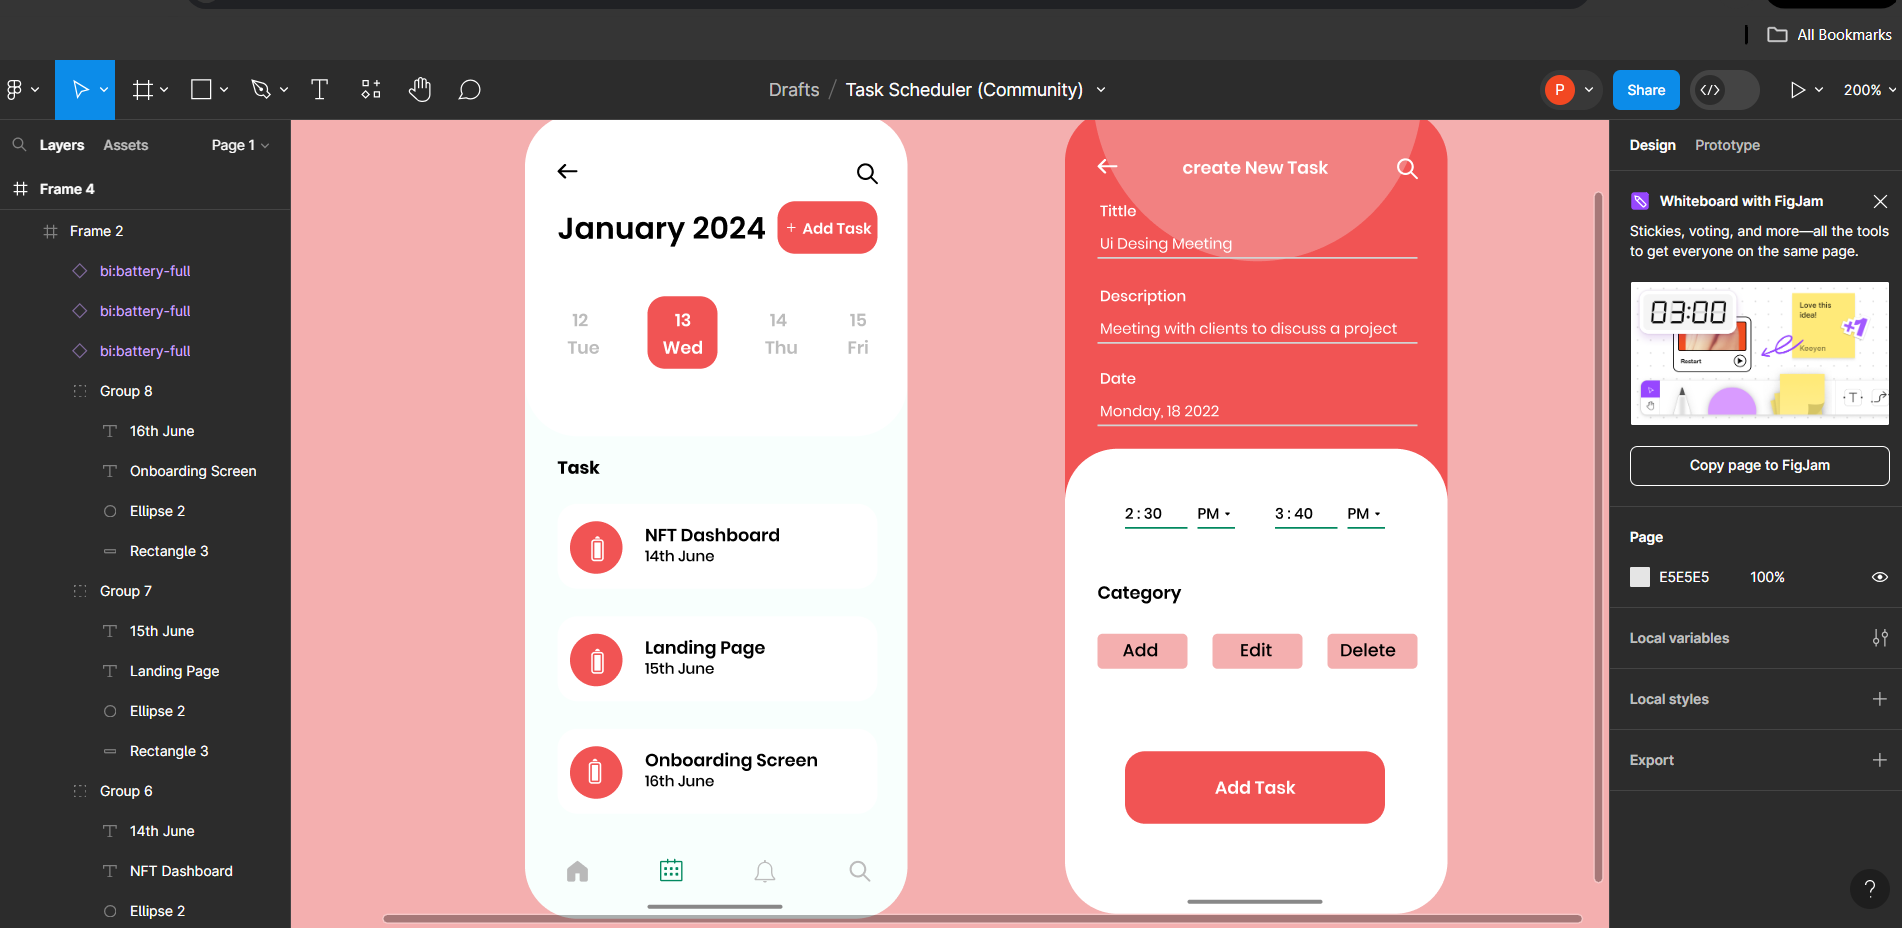 All Bookmarks
Drafts / Task Scheduler (Community)
P
Share
200%
Layers
Assets
Page 1
Frame 4
Frame 2
bi:battery-full
bi:battery-full
bi:battery-full
Group 8
16th June
Onboarding Screen
Ellipse 2
Rectangle 3
Group 7
15th June
Landing Page
Ellipse 2
Rectangle 3
Group 6
14th June
NFT Dashboard
Ellipse 2
January 2024
+ Add Task
12
Tue
13
Wed
14
Thu
15
Fri
Task
NFT Dashboard
14th June
Landing Page
15th June
Onboarding Screen
16th June
create New Task
Tittle
Ui Desing Meeting
Description
Meeting with clients to discuss a project
Date
Monday, 18 2022
2 : 30 PM 3 : 40 PM
Category
Add Edit Delete
Add Task
Design
Prototype
Whiteboard with FigJam
Stickies, voting, and more—all the tools
to get everyone on the same page.
03:00
Love this
idea!
+1
Keeyen
Restart
T
Copy page to FigJam
Page
E5E5E5 100%
Local variables
Local styles
Export
?